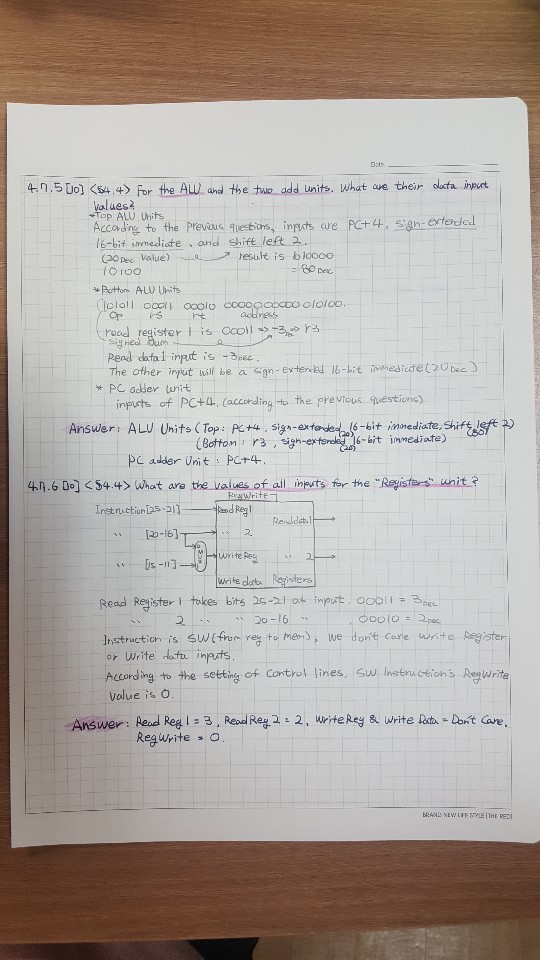 Date.
4.7.5 [10] <§4.4> For the ALU and the two add units. What are their data input
values?
*Top ALU Units
According to the previous questions, inputs are PC+4, sign-extended
16-bit immediate, and shift left 2.
(20DEC Value) → result is b10000
10100 = 80 DEC
*Bottom ALU Units
(101011 00011 00010 0000000000010100.
op rs rt address
read register 1 is 00011 => -3DEC => r3
signed num
Read data 1 input is -3DEC.
The other input will be a sign-extended 16-bit immediate (20DEC)
* PC adder unit
inputs of PC+4. (according to the previous questions)
Answer: ALU Units (Top: PC+4, sign-extended 16-bit immediate, Shift left 2)
(20) (80)
(Bottom: r3, sign-extended 16-bit immediate)
(20)
PC adder Unit: PC+4.
4.7.6 [10] <§4.4> What are the values of all inputs for the "Registers" unit?
RegWrite
Instruction [25-21] Read Reg 1
Read data1
" [20-16] " 2
MUX
Write Reg " 2
" [15-11]
Write data Registers
Read Register 1 takes bits 25-21 as input. 00011 = 3DEC
" 2 " " 20-16 " , 00010 = 2DEC
Instruction is SW (from reg to mem), we don't care write Register
or Write data inputs.
According to the setting of control lines, SW Instruction's RegWrite
value is 0.
Answer: Read Reg 1 = 3, Read Reg 2 = 2, Write Reg & Write Data = Don't Care,
RegWrite = 0.
BRAND NEW LIFE STYLE [THE RED]